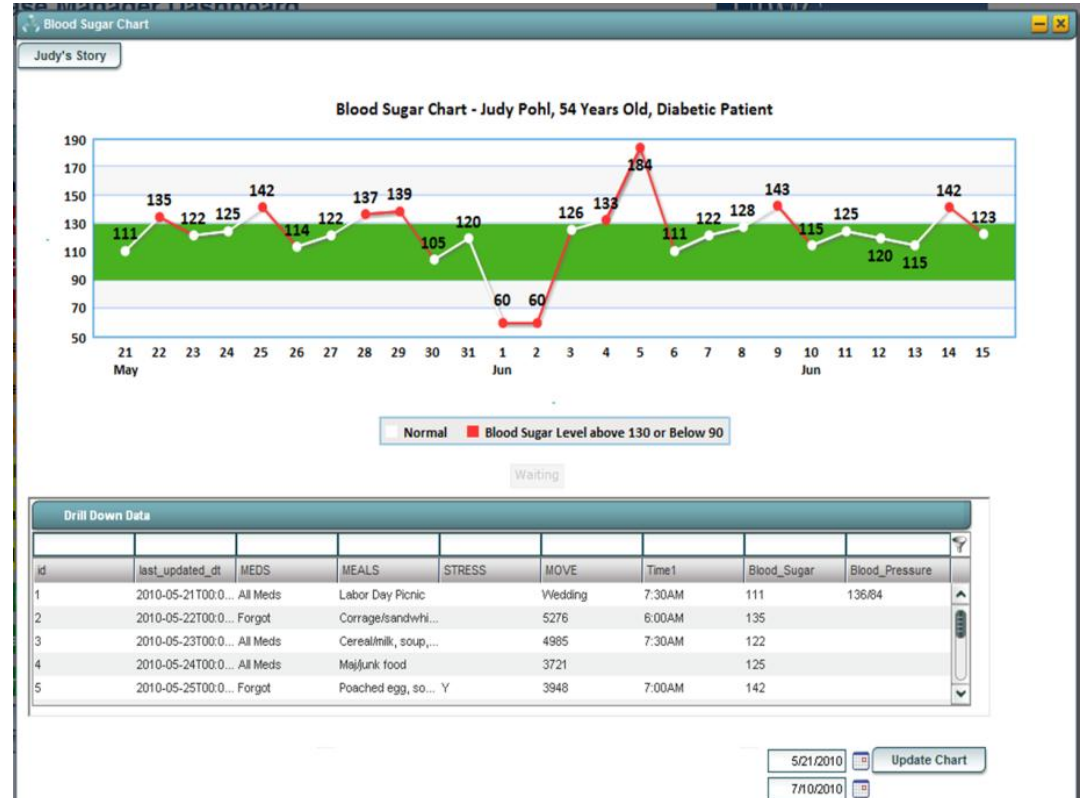 Blood Sugar Chart
Judy's Story
Blood Sugar Chart - Judy Pohl, 54 Years Old, Diabetic Patient
190
170
150
130
110
90
70
50
111 135 122 125 142 114 122 137 139 105 120 60 60 126 133 184 111 122 128 143 115 125 120 115 142 123
21 22 23 24 25 26 27 28 29 30 31 1 2 3 4 5 6 7 8 9 10 11 12 13 14 15
May Jun Jun
Normal Blood Sugar Level above 130 or Below 90
Waiting
Drill Down Data
id last_updated_dt MEDS MEALS STRESS MOVE Time1 Blood_Sugar Blood_Pressure
1 2010-05-21T00:0... All Meds Labor Day Picnic Wedding 7:30AM 111 136/84
2 2010-05-22T00:0... Forgot Corrage/sandwhi... 5276 6:00AM 135
3 2010-05-23T00:0... All Meds Cereal/milk, soup,... 4985 7:30AM 122
4 2010-05-24T00:0... All Meds Maj/junk food 3721 125
5 2010-05-25T00:0... Forgot Poached egg, so... Y 3948 7:00AM 142
5/21/2010 Update Chart
7/10/2010